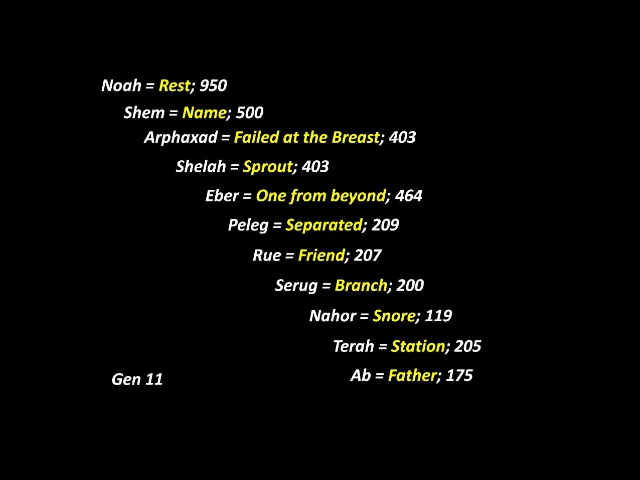 Noah = Rest; 950
Shem = Name; 500
Arphaxad = Failed at the Breast; 403
Shelah = Sprout; 403
Eber = One from beyond; 464
Peleg = Separated; 209
Rue = Friend; 207
Serug = Branch; 200
Nahor = Snore; 119
Terah = Station; 205
Ab = Father; 175
Gen 11